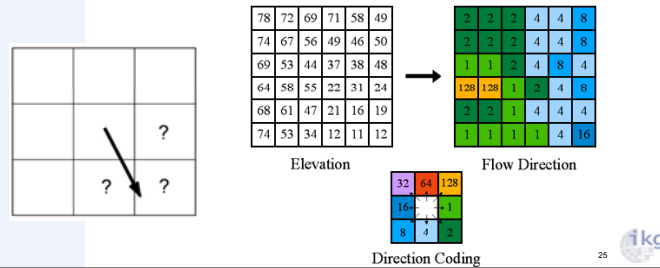 ?
? ?
78 72 69 71 58 49
74 67 56 49 46 50
69 53 44 37 38 48
64 58 55 22 31 24
68 61 47 21 16 19
74 53 34 12 11 12
Elevation
2 2 2 4 4 8
2 2 2 4 4 8
1 1 2 4 8 4
128 128 1 2 4 8
2 2 1 4 4 4
1 1 1 1 4 16
Flow Direction
32 64 128
16 1
8 4 2
Direction Coding
25
ikg